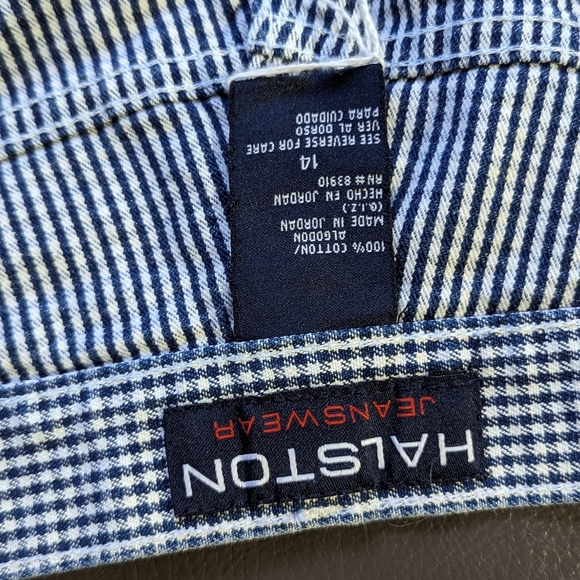 HALSTON
JEANSWEAR
100% COTTON/
ALGODON
MADE IN JORDAN
(Q.I.Z.)
HECHO EN JORDAN
RN# 83910
14
SEE REVERSE FOR CARE
VER AL DORSO
PARA CUIDADO